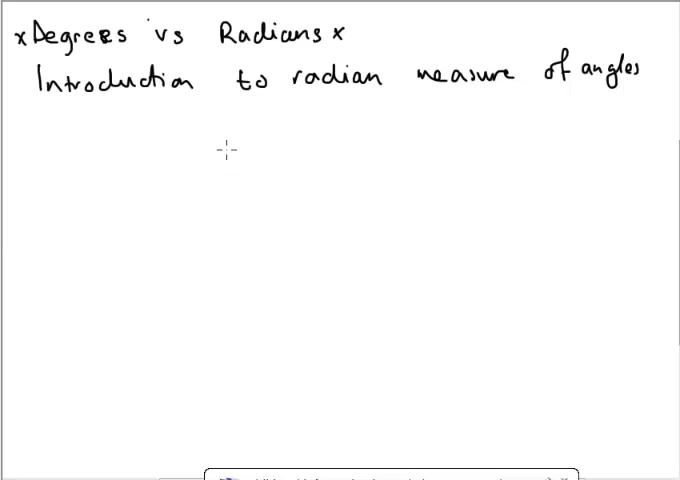 x Degrees vs Radians x
Introduction to radian measure of angles